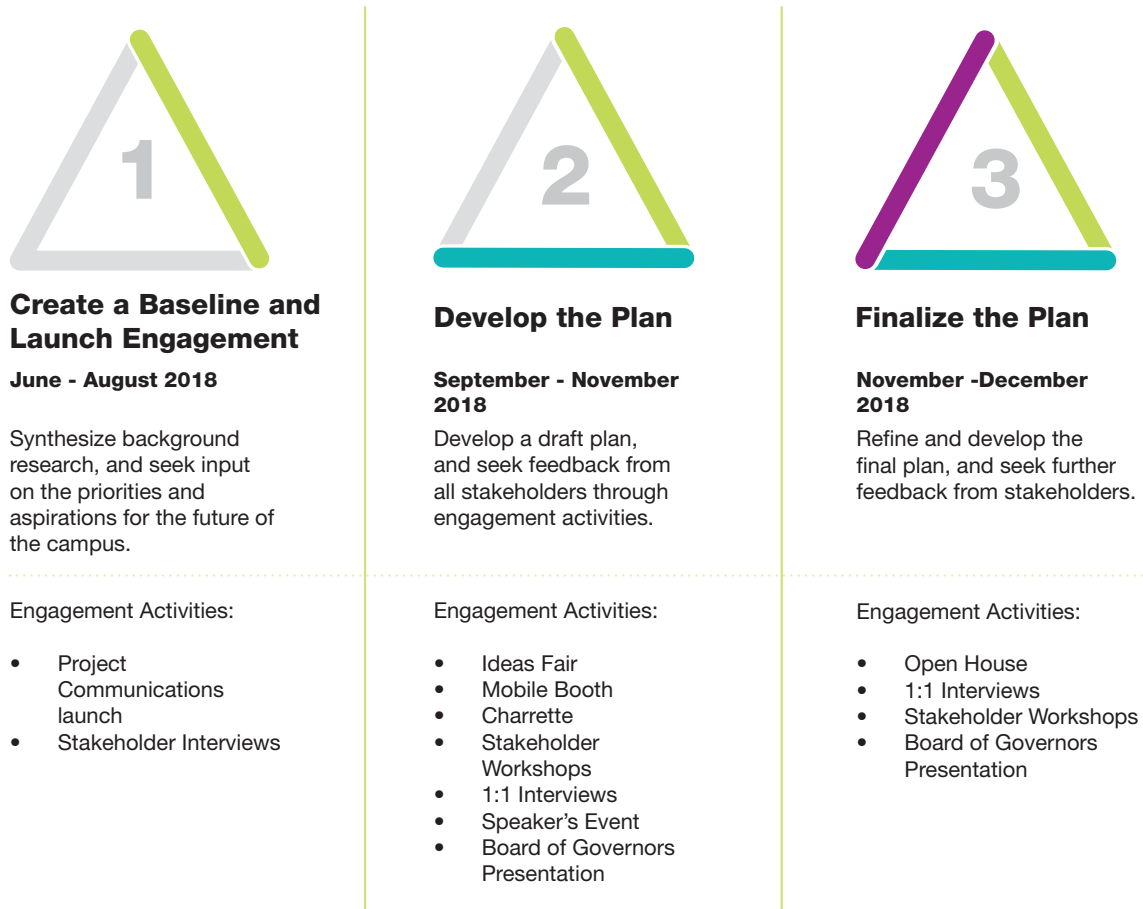 1
Create a Baseline and
Launch Engagement
June - August 2018
Synthesize background
research, and seek input
on the priorities and
aspirations for the future of
the campus.
Engagement Activities:
• Project
Communications
launch
• Stakeholder Interviews
2
Develop the Plan
September - November
2018
Develop a draft plan,
and seek feedback from
all stakeholders through
engagement activities.
Engagement Activities:
• Ideas Fair
• Mobile Booth
• Charrette
• Stakeholder
Workshops
• 1:1 Interviews
• Speaker’s Event
• Board of Governors
Presentation
3
Finalize the Plan
November -December
2018
Refine and develop the
final plan, and seek further
feedback from stakeholders.
Engagement Activities:
• Open House
• 1:1 Interviews
• Stakeholder Workshops
• Board of Governors
Presentation